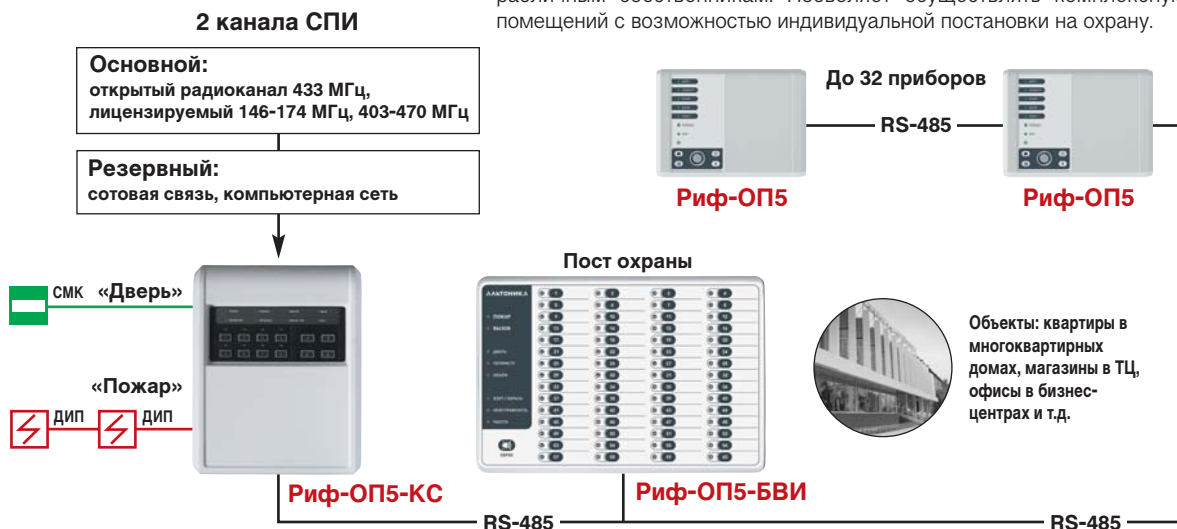 помещений с возможностью индивидуальной постановки на охрану.
2 канала СПИ
Основной:
открытый радиоканал 433 МГц,
лицензируемый 146-174 МГц, 403-470 МГц
Резервный:
сотовая связь, компьютерная сеть
До 32 приборов
RS-485
Риф-ОП5
Риф-ОП5
СМК «Дверь»
«Пожар»
ДИП
ДИП
Риф-ОП5-КС
Пост охраны
АЛЬТОНИКА
ПОЖАР
ВЫЗОВ
Риф-ОП5-БВИ
Объекты: квартиры в
многоквартирных
домах, магазины в ТЦ,
офисы в бизнес-
центрах и т.д.
RS-485
RS-485